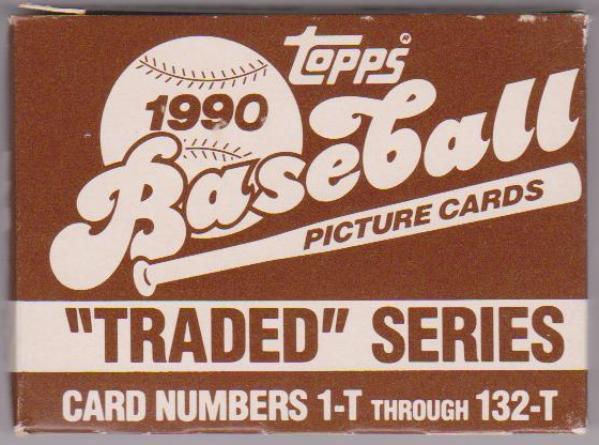 TOPPS®
1990
Baseball
PICTURE CARDS
"TRADED" SERIES
CARD NUMBERS 1-T THROUGH 132-T